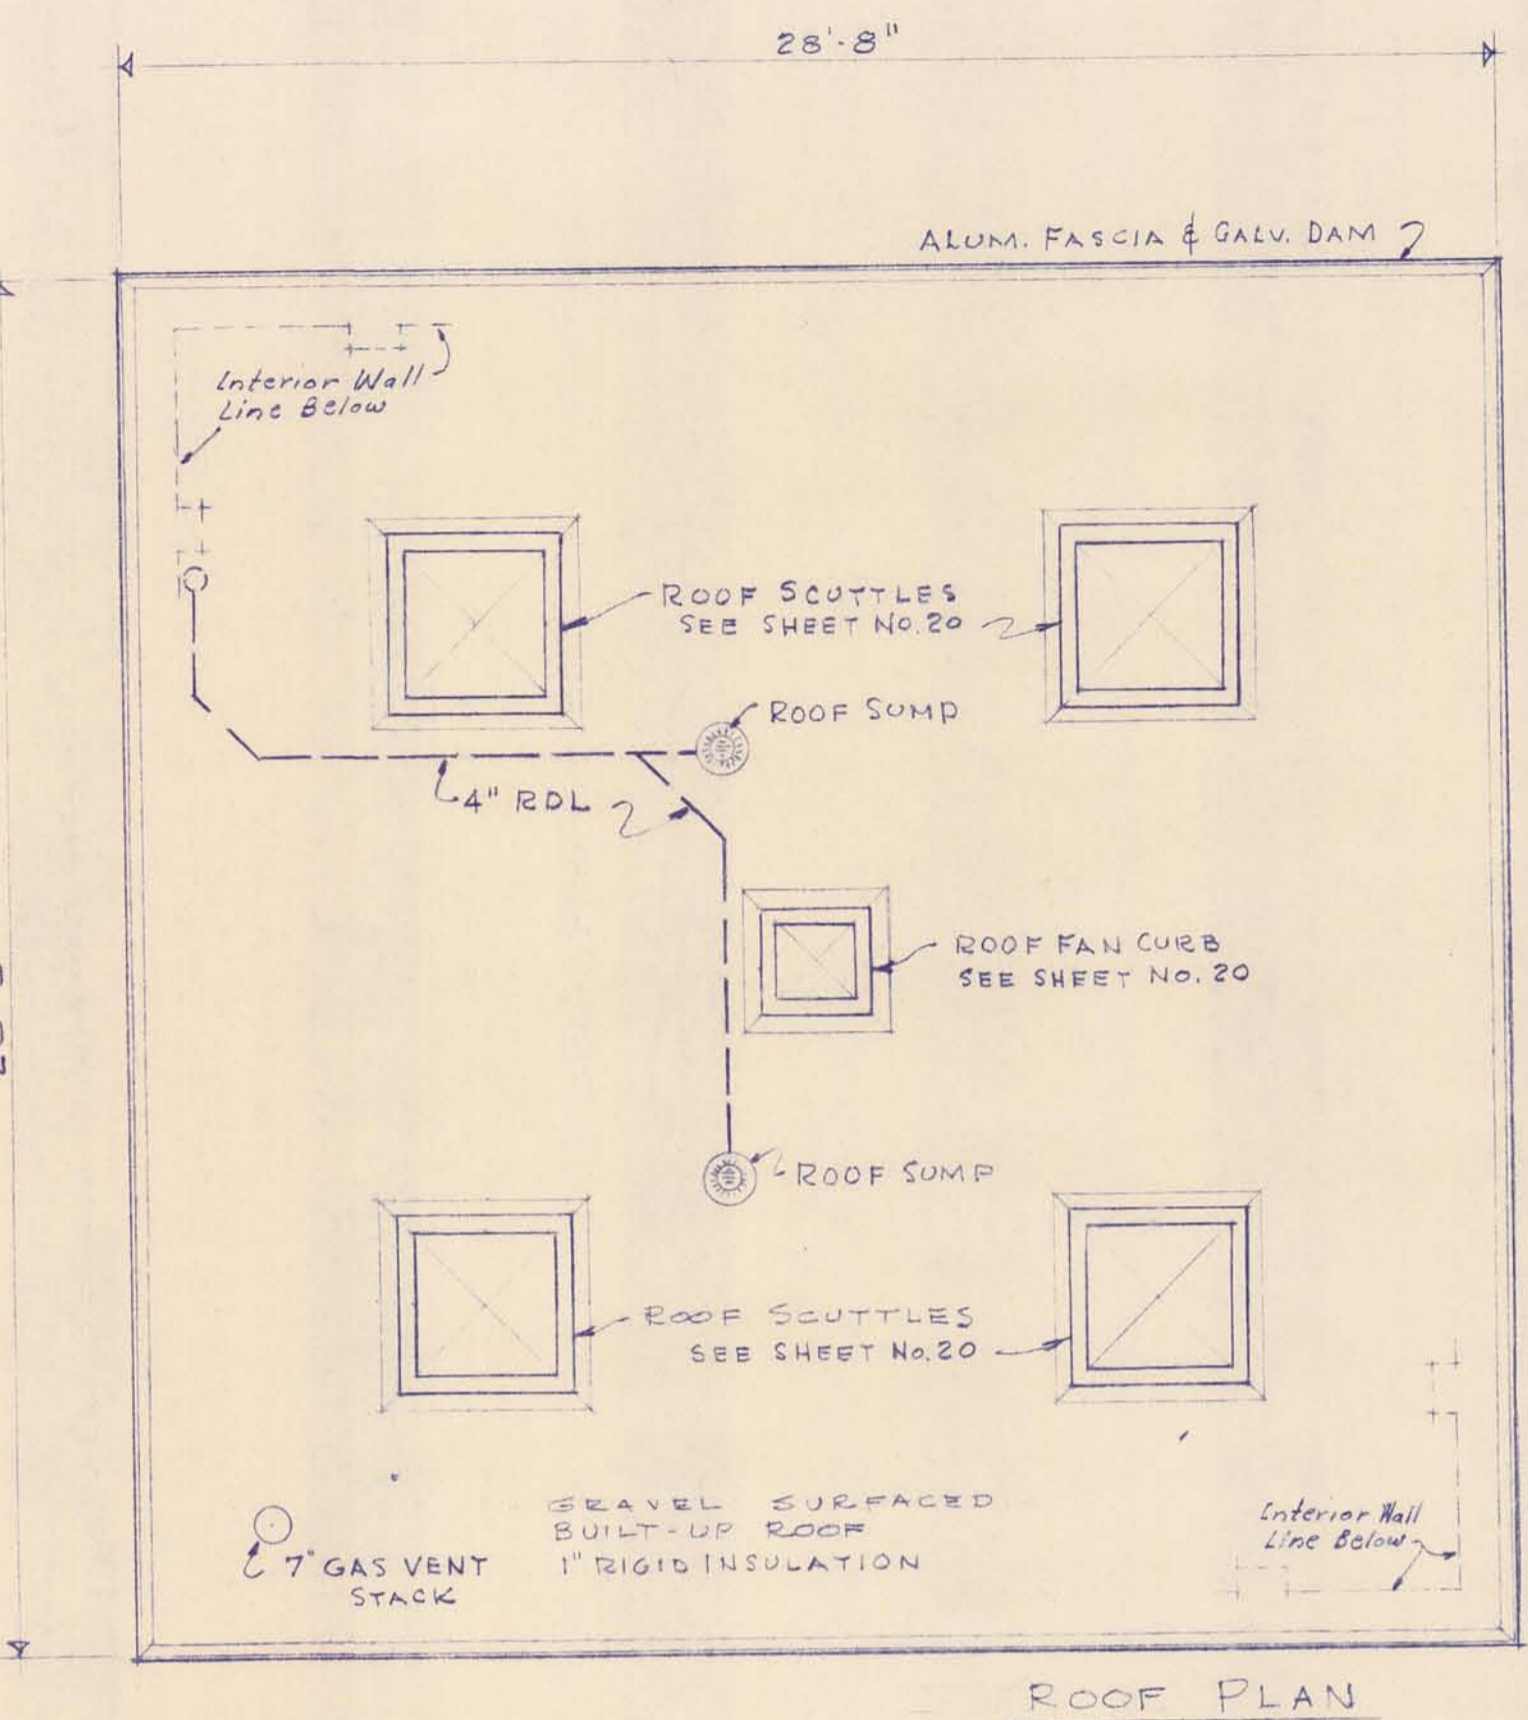 28'-8"
ALUM. FASCIA & GALV. DAM
Interior Wall
Line Below
ROOF SCUTTLES
SEE SHEET No.20
ROOF SUMP
4" RDL
ROOF FAN CURB
SEE SHEET No.20
ROOF SUMP
ROOF SCUTTLES
SEE SHEET No.20
GRAVEL SURFACED
BUILT-UP ROOF
1" RIGID INSULATION
7" GAS VENT
STACK
Interior Wall
Line Below
ROOF PLAN